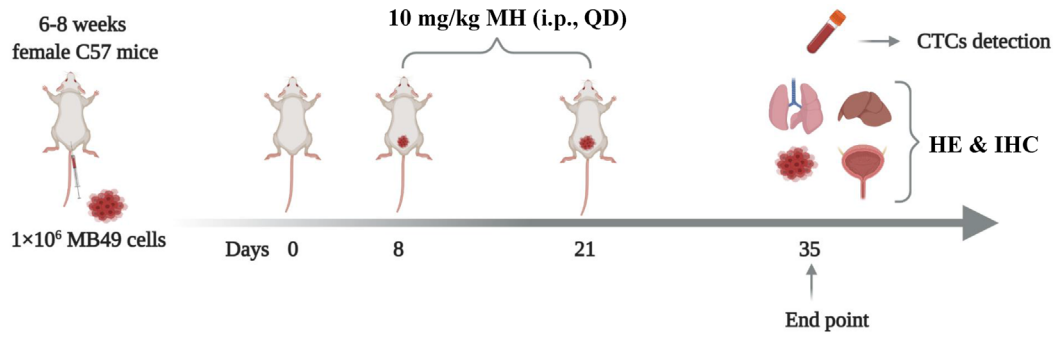 6-8 weeks
female C57 mice
10 mg/kg MH (i.p., QD)
CTCs detection
HE & IHC
1×10⁶ MB49 cells
Days 0 8 21 35
End point